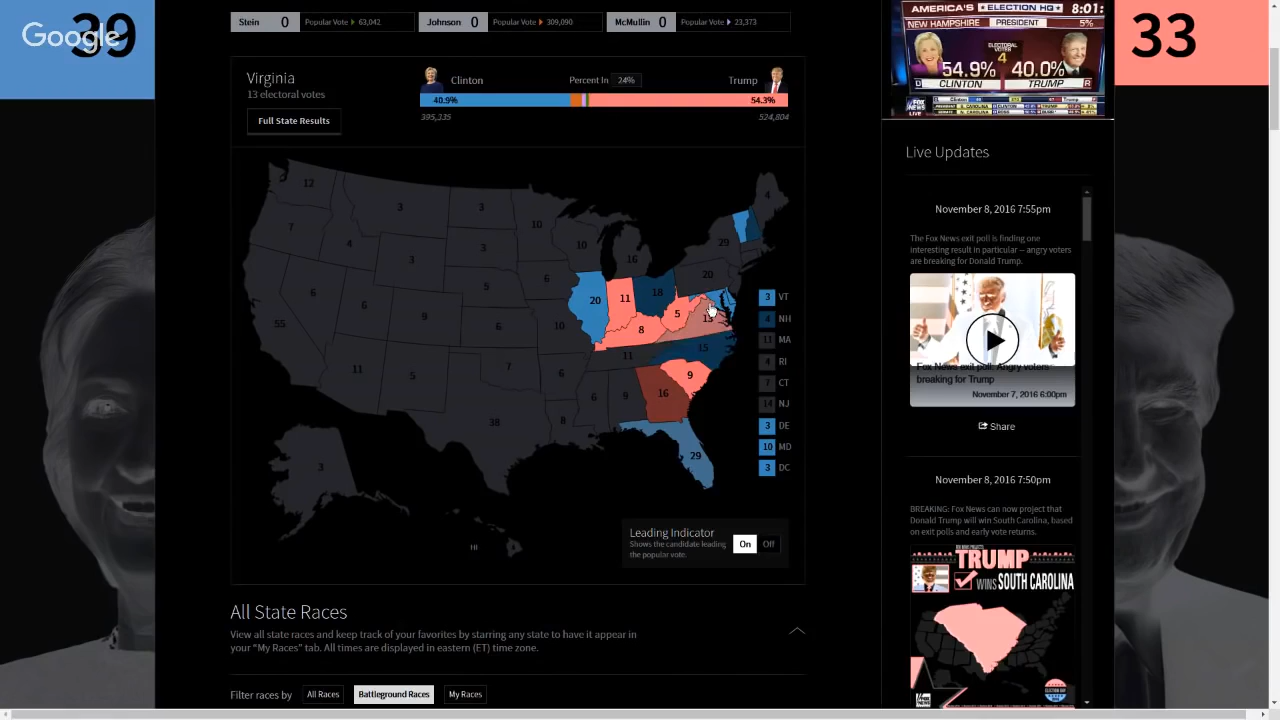 39
Google
Stein 0 Popular Vote 63,042
Johnson 0 Popular Vote 309,090
McMullin 0 Popular Vote 23,373
33
AMERICA'S ELECTION HQ 8:01
NEW HAMPSHIRE PRESIDENT 5%
ELECTORAL VOTES
4
54.9% 40.0%
D CLINTON TRUMP R
FOX NEWS LIVE
Virginia
13 electoral votes
Full State Results
Clinton
Percent In 24%
Trump
40.9% 54.3%
395,335 524,804
12
3
3
10
4
7
4
3
3
5
6
10
16
29
20
6
6
9
6
10
20
11
18
5
13
8
55
11
5
7
6
11
15
9
16
6
9
38
8
29
3
HI
3 VT
4 NH
11 MA
4 RI
7 CT
14 NJ
3 DE
10 MD
3 DC
Leading Indicator
Shows the candidate leading
the popular vote.
On Off
All State Races
View all state races and keep track of your favorites by starring any state to have it appear in
your "My Races" tab. All times are displayed in eastern (ET) time zone.
Filter races by All Races Battleground Races My Races
Live Updates
November 8, 2016 7:55pm
The Fox News exit poll is finding one
interesting result in particular -- angry voters
are breaking for Donald Trump.
Fox News exit poll: Angry voters
breaking for Trump
November 7, 2016 6:00pm
Share
November 8, 2016 7:50pm
BREAKING: Fox News can now project that
Donald Trump will win South Carolina, based
on exit polls and early vote returns.
TRUMP
WINS SOUTH CAROLINA